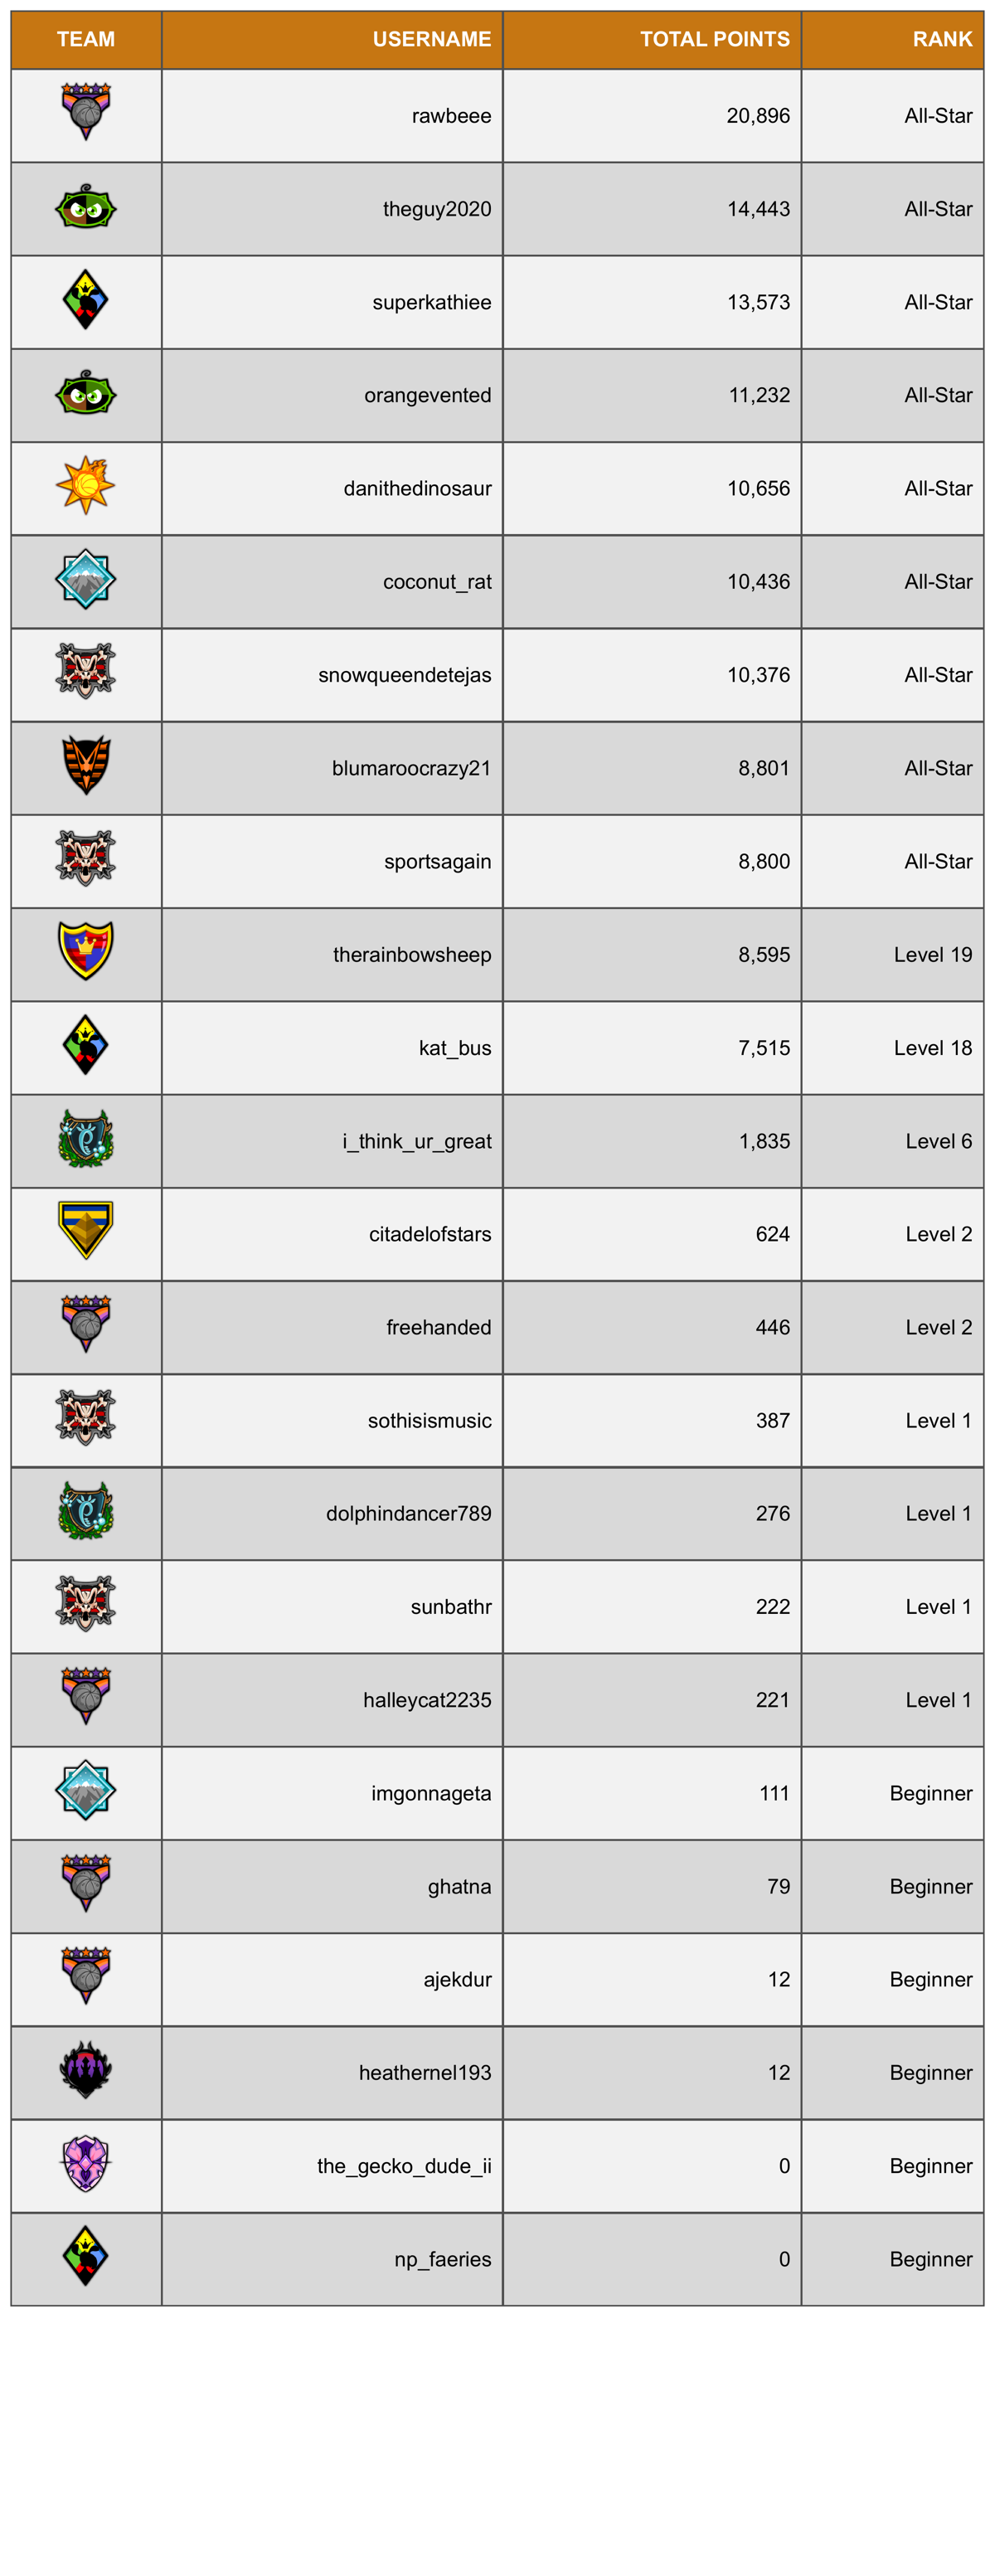 TEAM USERNAME TOTAL POINTS RANK
rawbeee 20,896 All-Star
theguy2020 14,443 All-Star
superkathiee 13,573 All-Star
orangevented 11,232 All-Star
danithedinosaur 10,656 All-Star
coconut_rat 10,436 All-Star
snowqueendetejas 10,376 All-Star
blumaroocrazy21 8,801 All-Star
sportsagain 8,800 All-Star
therainbowsheep 8,595 Level 19
kat_bus 7,515 Level 18
i_think_ur_great 1,835 Level 6
citadelofstars 624 Level 2
freehanded 446 Level 2
sothisismusic 387 Level 1
dolphindancer789 276 Level 1
sunbathr 222 Level 1
halleycat2235 221 Level 1
imgonnageta 111 Beginner
ghatna 79 Beginner
ajekdur 12 Beginner
heathernel193 12 Beginner
the_gecko_dude_ii 0 Beginner
np_faeries 0 Beginner